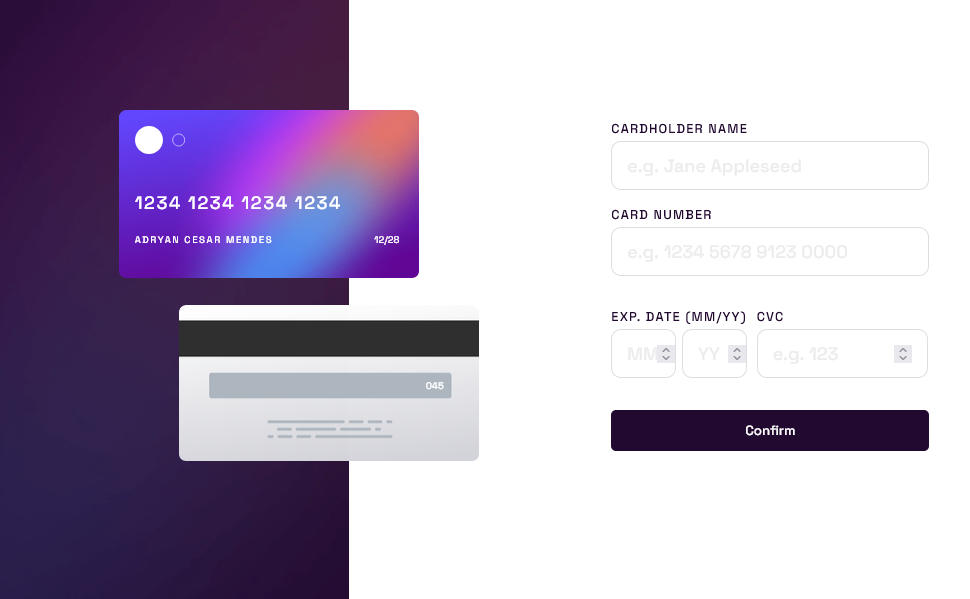 1234 1234 1234 1234
ADRYAN CESAR MENDES 12/28
045
CARDHOLDER NAME
e.g. Jane Appleseed
CARD NUMBER
e.g. 1234 5678 9123 0000
EXP. DATE (MM/YY) CVC
MM YY e.g. 123
Confirm